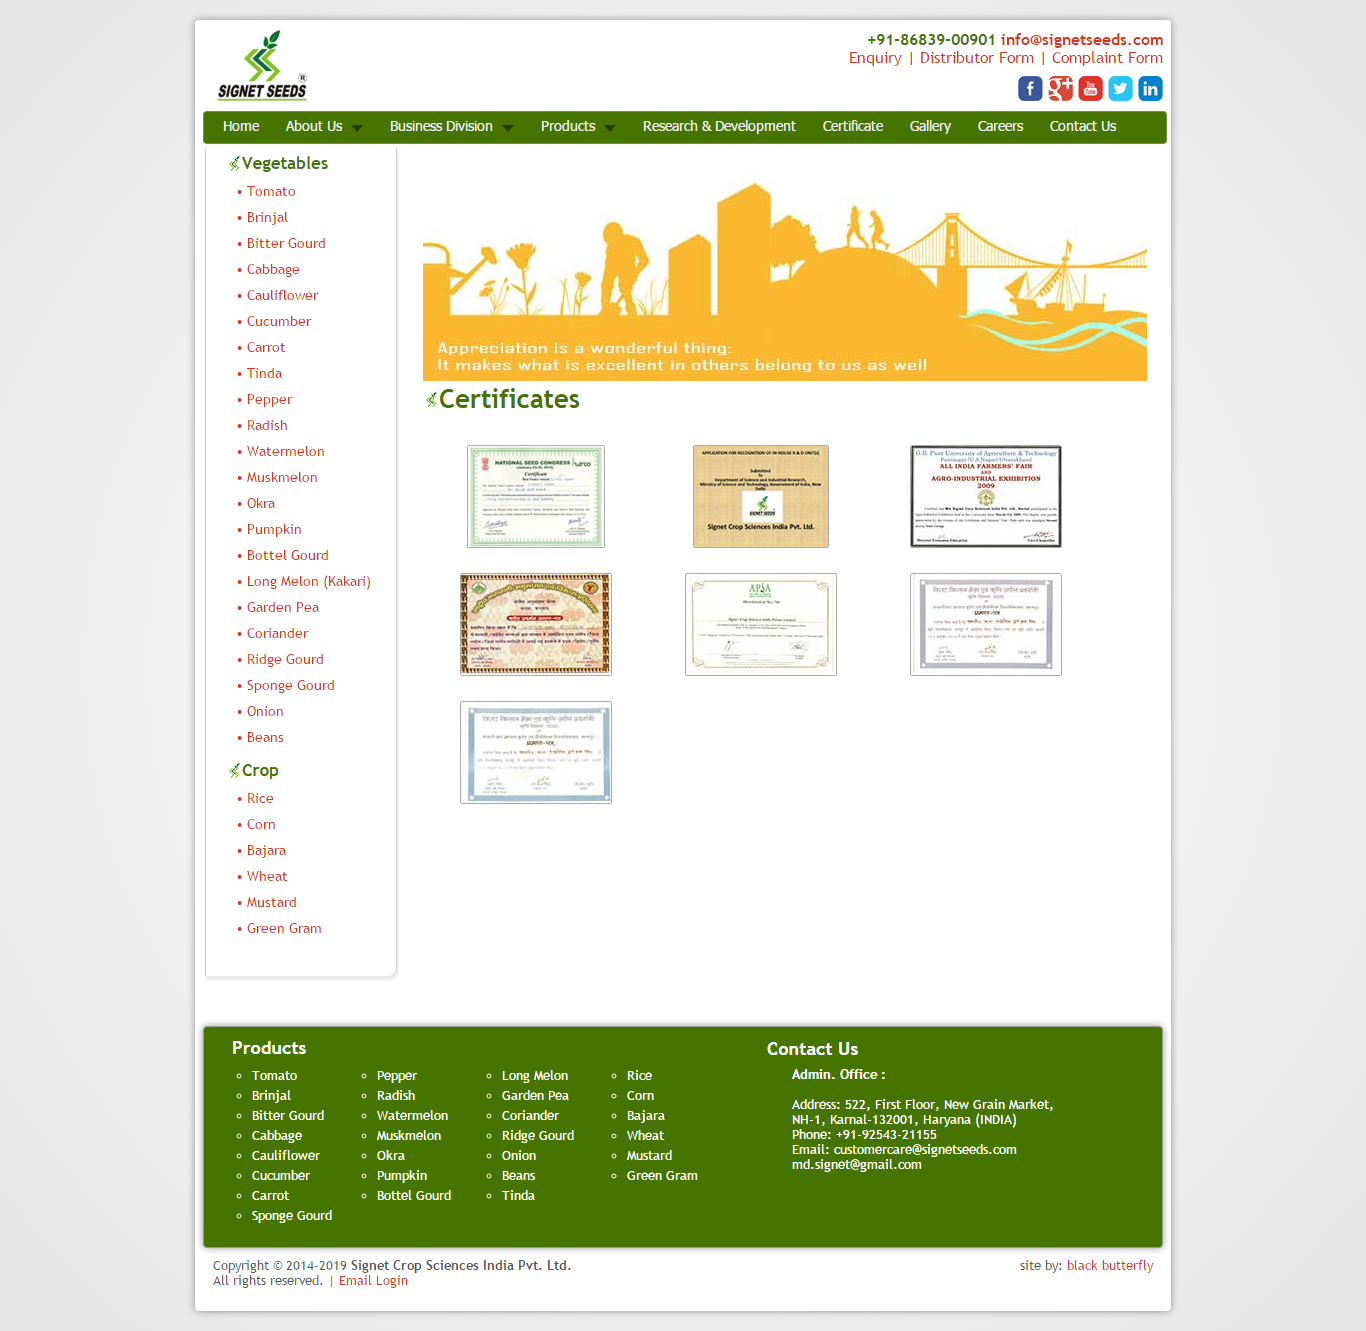 SIGNET SEEDS ®
+91-86839-00901 info@signetseeds.com
Enquiry | Distributor Form | Complaint Form
Home About Us Business Division Products Research & Development Certificate Gallery Careers Contact Us
Vegetables
• Tomato
• Brinjal
• Bitter Gourd
• Cabbage
• Cauliflower
• Cucumber
• Carrot
• Tinda
• Pepper
• Radish
• Watermelon
• Muskmelon
• Okra
• Pumpkin
• Bottel Gourd
• Long Melon (Kakari)
• Garden Pea
• Coriander
• Ridge Gourd
• Sponge Gourd
• Onion
• Beans
Crop
• Rice
• Corn
• Bajara
• Wheat
• Mustard
• Green Gram
Appreciation is a wonderful thing:
It makes what is excellent in others belong to us as well
Certificates
NATIONAL SEED CONGRESS
Certificate
APPLICATION FOR RECOGNITION OF IN-HOUSE R & D UNIT(S)
Submitted
To
Department of Science and Industrial Research,
Ministry of Science and Technology, Government of India, New
Delhi
SIGNET SEEDS
Signet Crop Sciences India Pvt. Ltd.
G.B. Pant University of Agriculture & Technology
Pantnagar (U.S.Nagar) Uttarakhand
ALL INDIA FARMERS' FAIR
AND
AGRO-INDUSTRIAL EXHIBITION
2009
APSA
Products
Tomato
Brinjal
Bitter Gourd
Cabbage
Cauliflower
Cucumber
Carrot
Sponge Gourd
Pepper
Radish
Watermelon
Muskmelon
Okra
Pumpkin
Bottel Gourd
Long Melon
Garden Pea
Coriander
Ridge Gourd
Onion
Beans
Tinda
Rice
Corn
Bajara
Wheat
Mustard
Green Gram
Contact Us
Admin. Office :
Address: 522, First Floor, New Grain Market,
NH-1, Karnal-132001, Haryana (INDIA)
Phone: +91-92543-21155
Email: customercare@signetseeds.com
md.signet@gmail.com
Copyright © 2014-2019 Signet Crop Sciences India Pvt. Ltd.
All rights reserved. | Email Login
site by: black butterfly